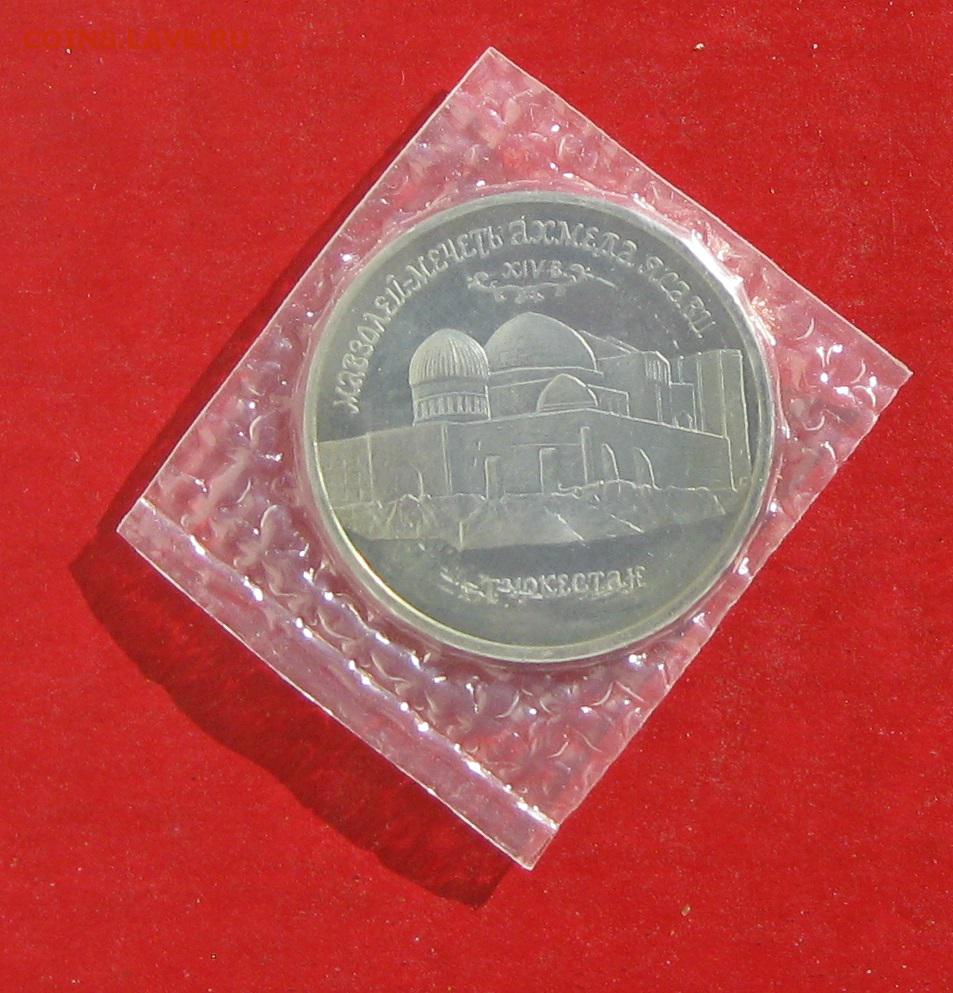 COINS.LAVE.RU
МАВЗОЛЕЙ-МЕЧЕТЬ АХМЕДА ЯСАВИ
XIV В.
ТУРКЕСТАН